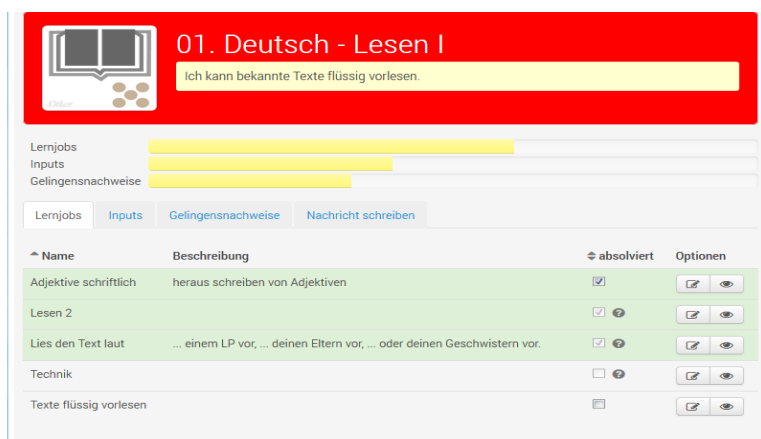 01. Deutsch - Lesen I
Ich kann bekannte Texte flüssig vorlesen.
Lernjobs
Inputs
Gelingensnachweise
Lernjobs Inputs Gelingensnachweise Nachricht schreiben
Name Beschreibung absolviert Optionen
Adjektive schriftlich heraus schreiben von Adjektiven
Lesen 2
Lies den Text laut ... einem LP vor, ... deinen Eltern vor, ... oder deinen Geschwistern vor.
Technik
Texte flüssig vorlesen